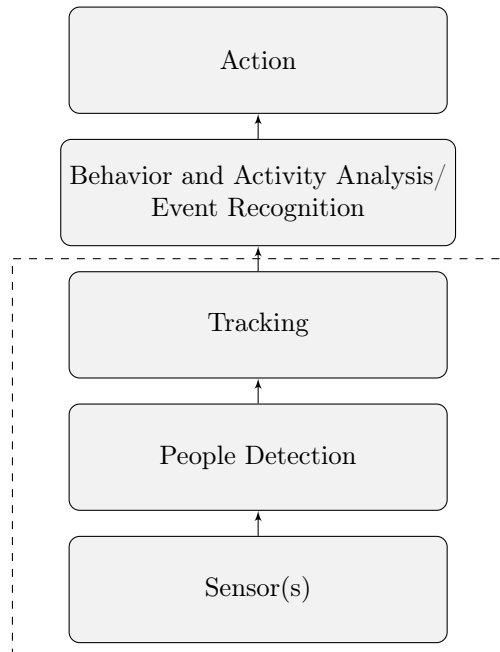 Action
Behavior and Activity Analysis/
Event Recognition
Tracking
People Detection
Sensor(s)